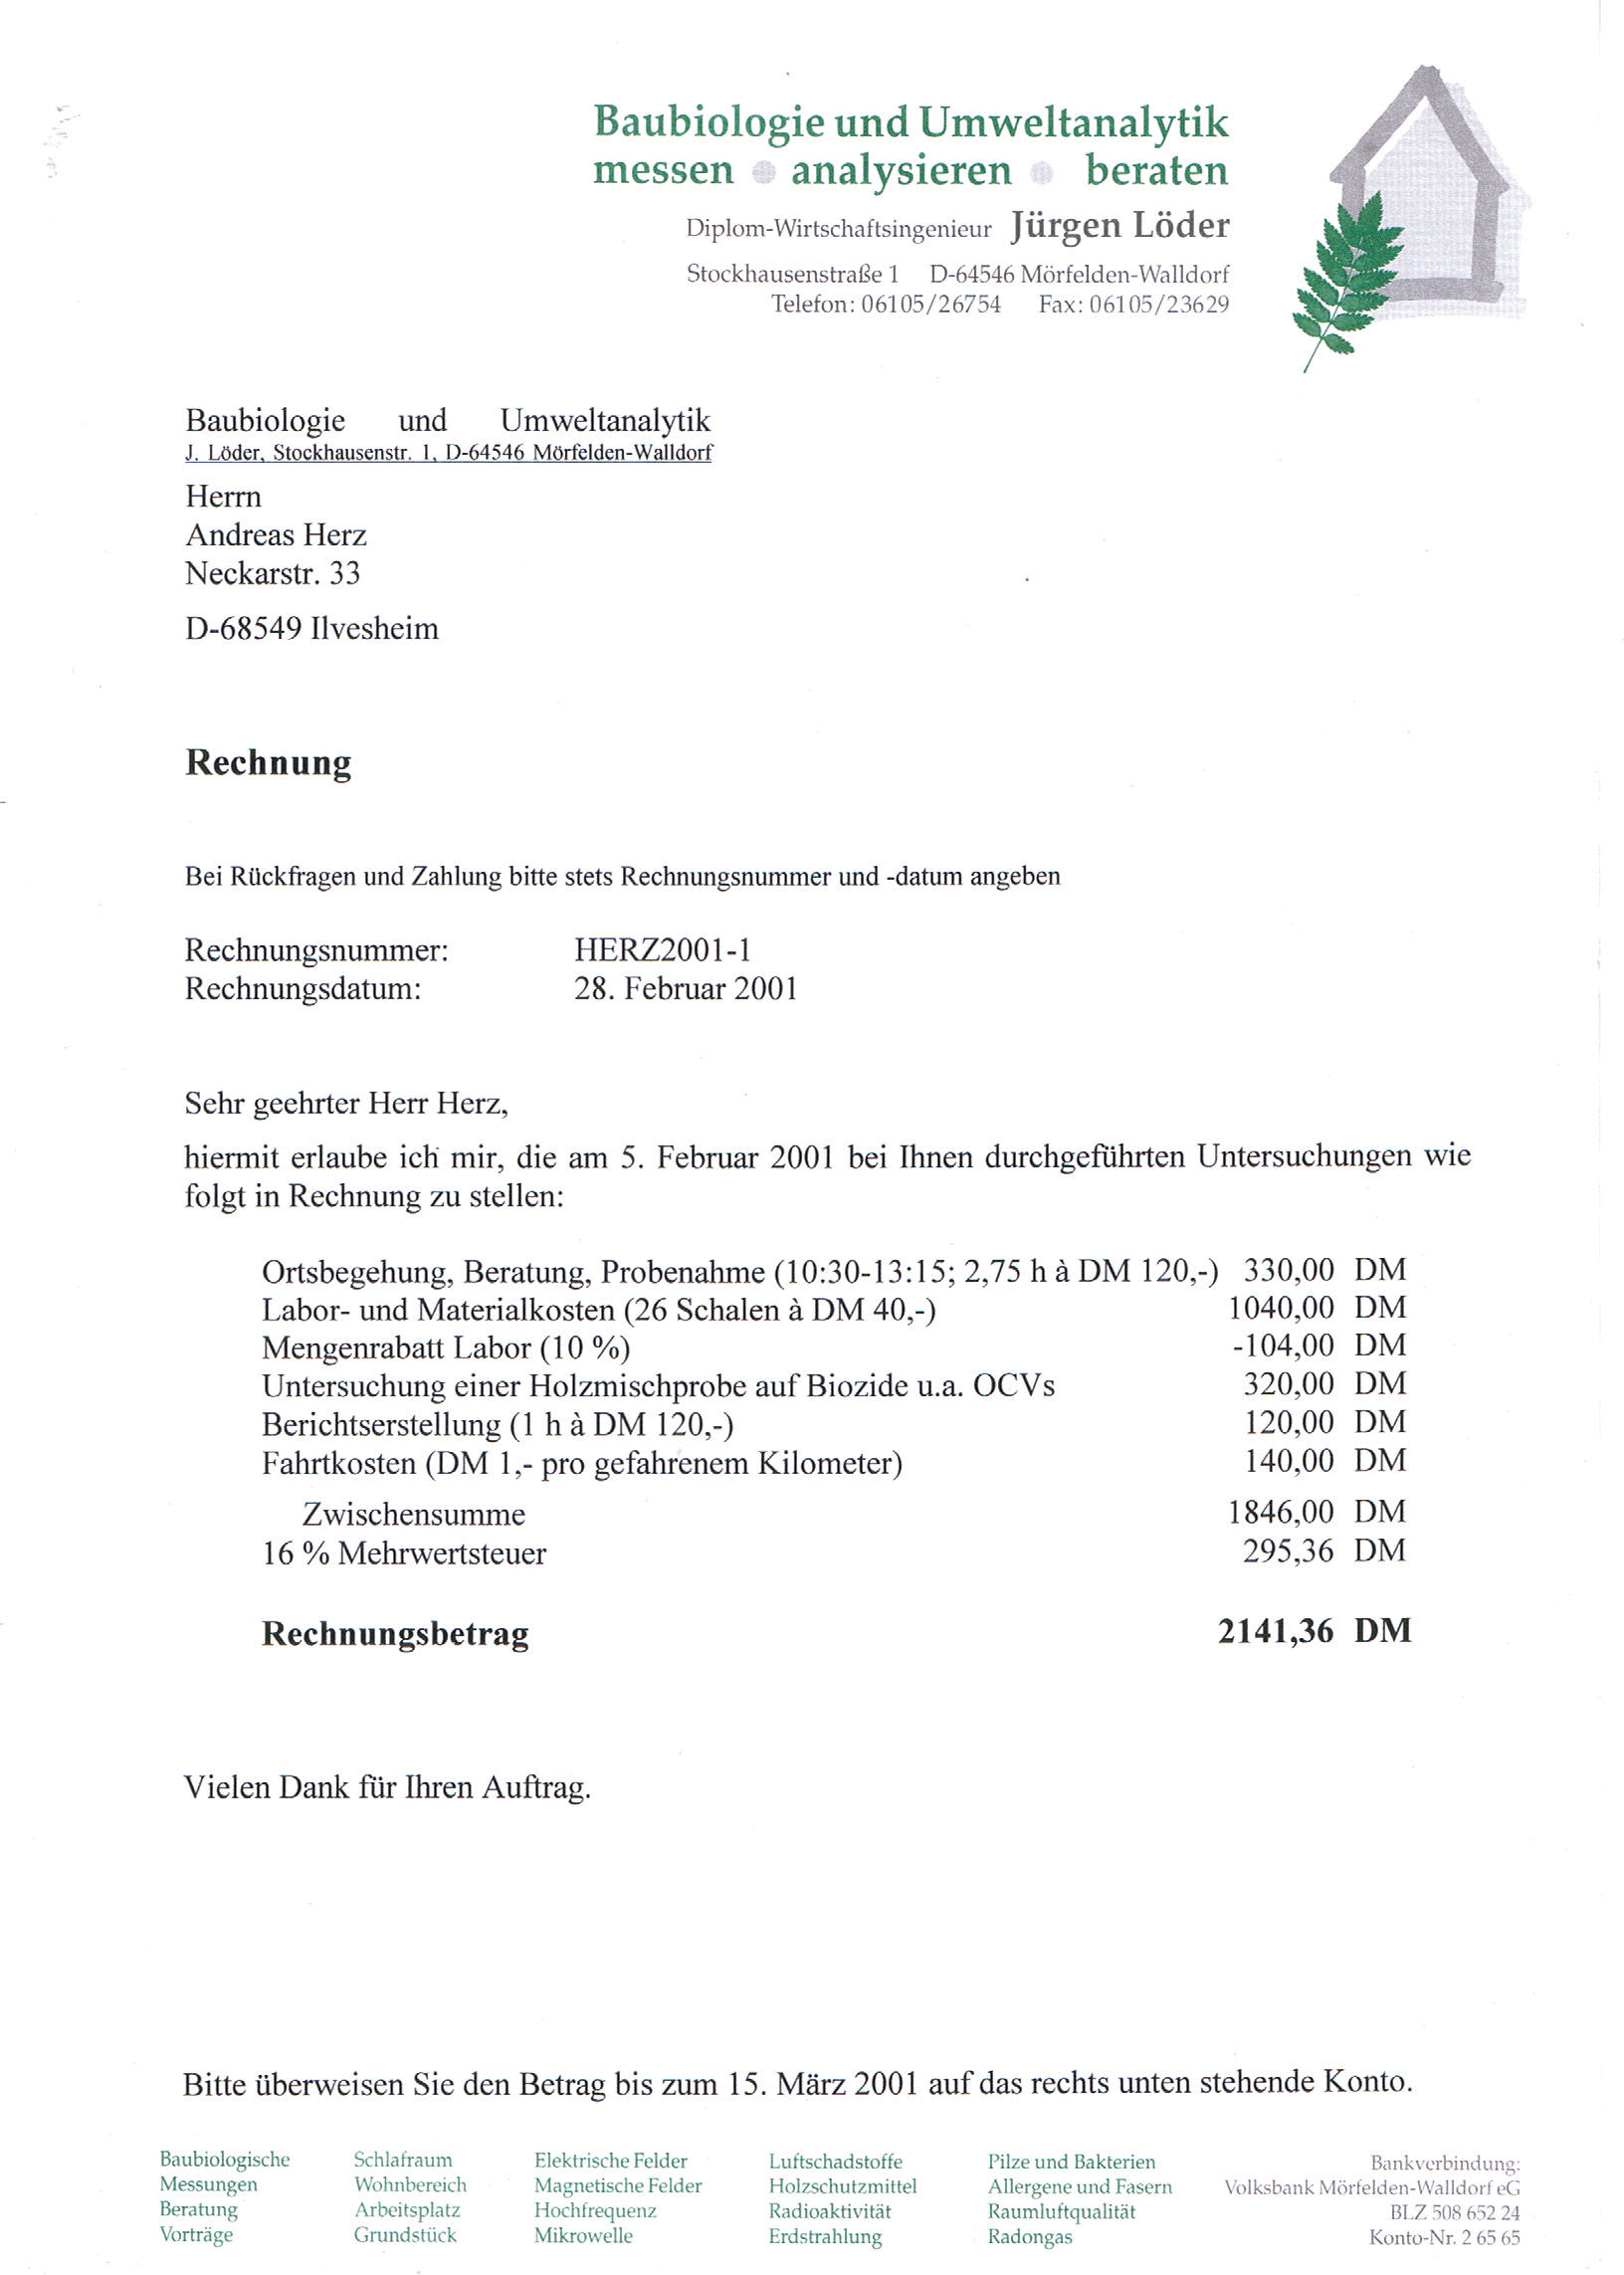 Baubiologie und Umweltanalytik
messen analysieren beraten
Diplom-Wirtschaftsingenieur Jürgen Löder
Stockhausenstraße 1 D-64546 Mörfelden-Walldorf
Telefon: 06105/26754 Fax: 06105/23629
Baubiologie und Umweltanalytik
J. Löder, Stockhausenstr. 1, D-64546 Mörfelden-Walldorf
Herrn
Andreas Herz
Neckarstr. 33
D-68549 Ilvesheim
Rechnung
Bei Rückfragen und Zahlung bitte stets Rechnungsnummer und -datum angeben
Rechnungsnummer: HERZ2001-1
Rechnungsdatum: 28. Februar 2001
Sehr geehrter Herr Herz,
hiermit erlaube ich mir, die am 5. Februar 2001 bei Ihnen durchgeführten Untersuchungen wie
folgt in Rechnung zu stellen:
Ortsbegehung, Beratung, Probenahme (10:30-13:15; 2,75 h à DM 120,-) 330,00 DM
Labor- und Materialkosten (26 Schalen à DM 40,-) 1040,00 DM
Mengenrabatt Labor (10 %) -104,00 DM
Untersuchung einer Holzmischprobe auf Biozide u.a. OCVs 320,00 DM
Berichtserstellung (1 h à DM 120,-) 120,00 DM
Fahrtkosten (DM 1,- pro gefahrenem Kilometer) 140,00 DM
Zwischensumme 1846,00 DM
16 % Mehrwertsteuer 295,36 DM
Rechnungsbetrag 2141,36 DM
Vielen Dank für Ihren Auftrag.
Bitte überweisen Sie den Betrag bis zum 15. März 2001 auf das rechts unten stehende Konto.
Baubiologische Schlafraum Elektrische Felder Luftschadstoffe Pilze und Bakterien Bankverbindung:
Messungen Wohnbereich Magnetische Felder Holzschutzmittel Allergene und Fasern Volksbank Mörfelden-Walldorf eG
Beratung Arbeitsplatz Hochfrequenz Radioaktivität Raumluftqualität BLZ 508 652 24
Vorträge Grundstück Mikrowelle Erdstrahlung Radongas Konto-Nr. 2 65 65